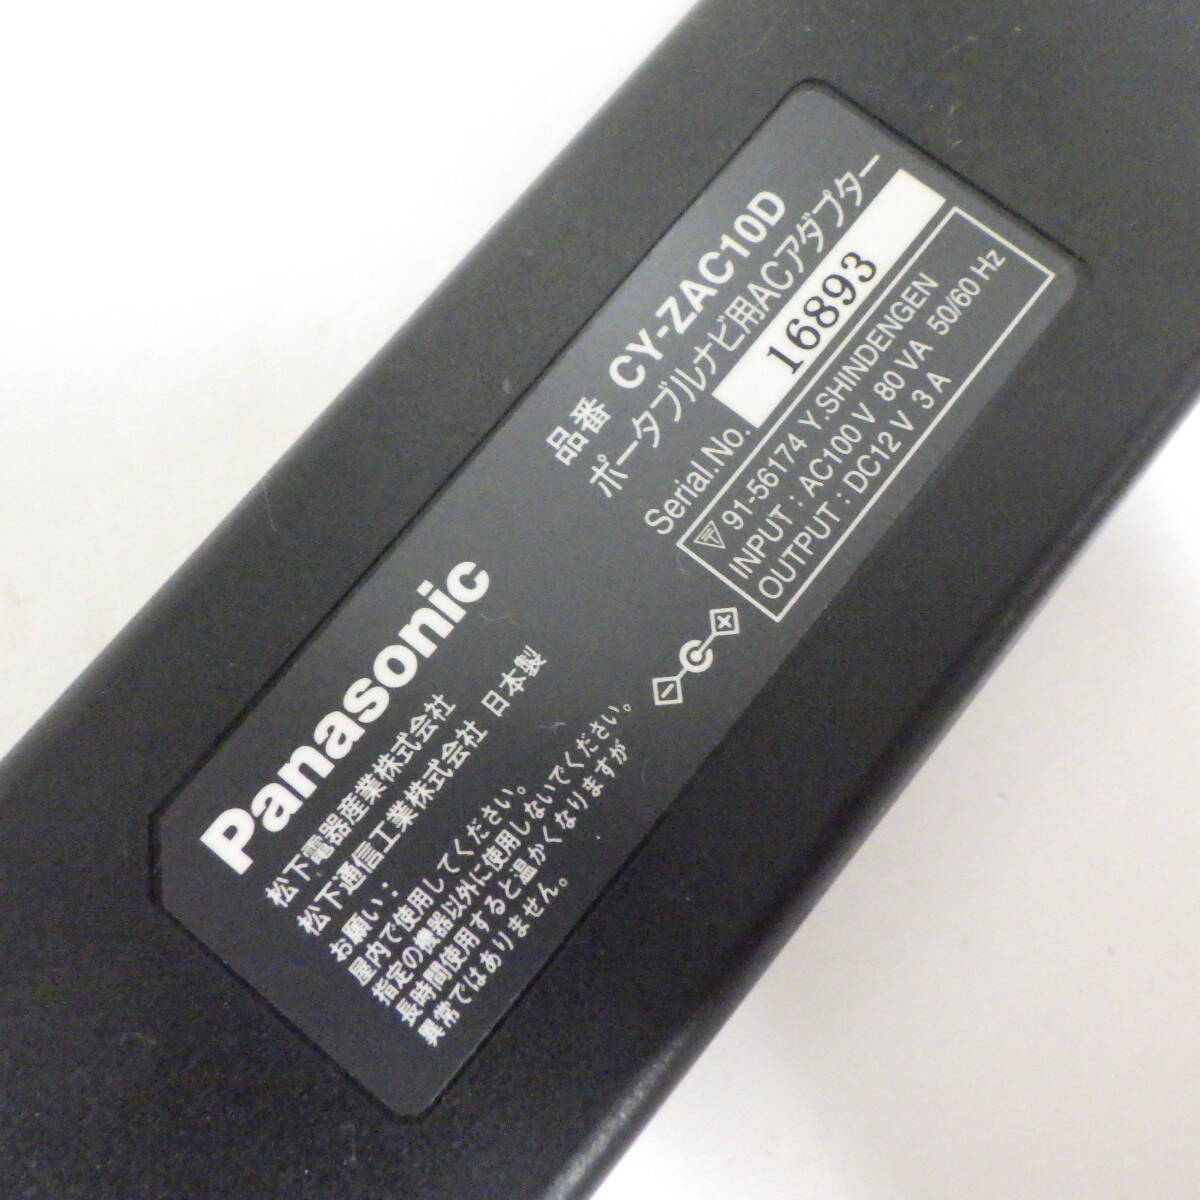 品番 CY-ZAC10D
ポータブルナビ用ACアダプター
Serial.No. 16893
91-56174 Y.SHINDENGEN
INPUT : AC100 V 80 VA 50/60 Hz
OUTPUT : DC12 V 3 A
Panasonic
松下電器産業株式会社
松下通信工業株式会社 日本製
お願い:
屋内で使用してください。
指定の機器以外に使用しないでください。
長時間使用すると温かくなりますが
異常ではありません。